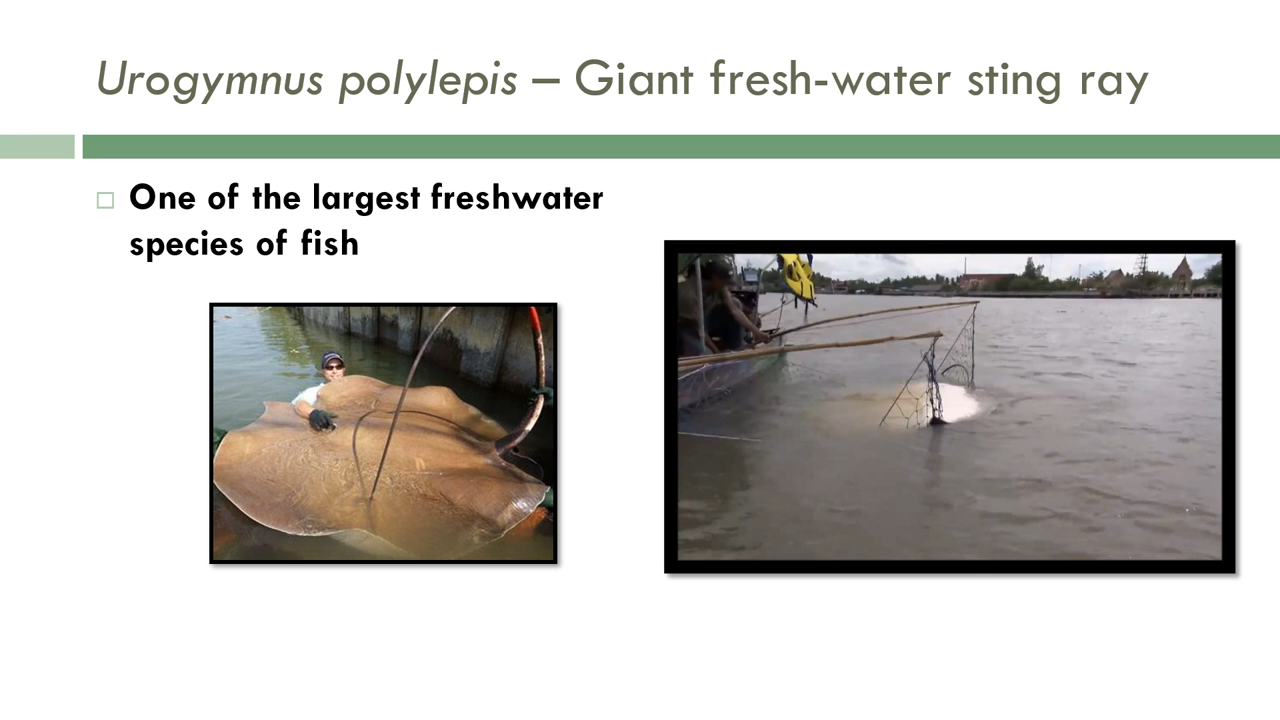 Urogymnus polylepis – Giant fresh-water sting ray
One of the largest freshwater
species of fish